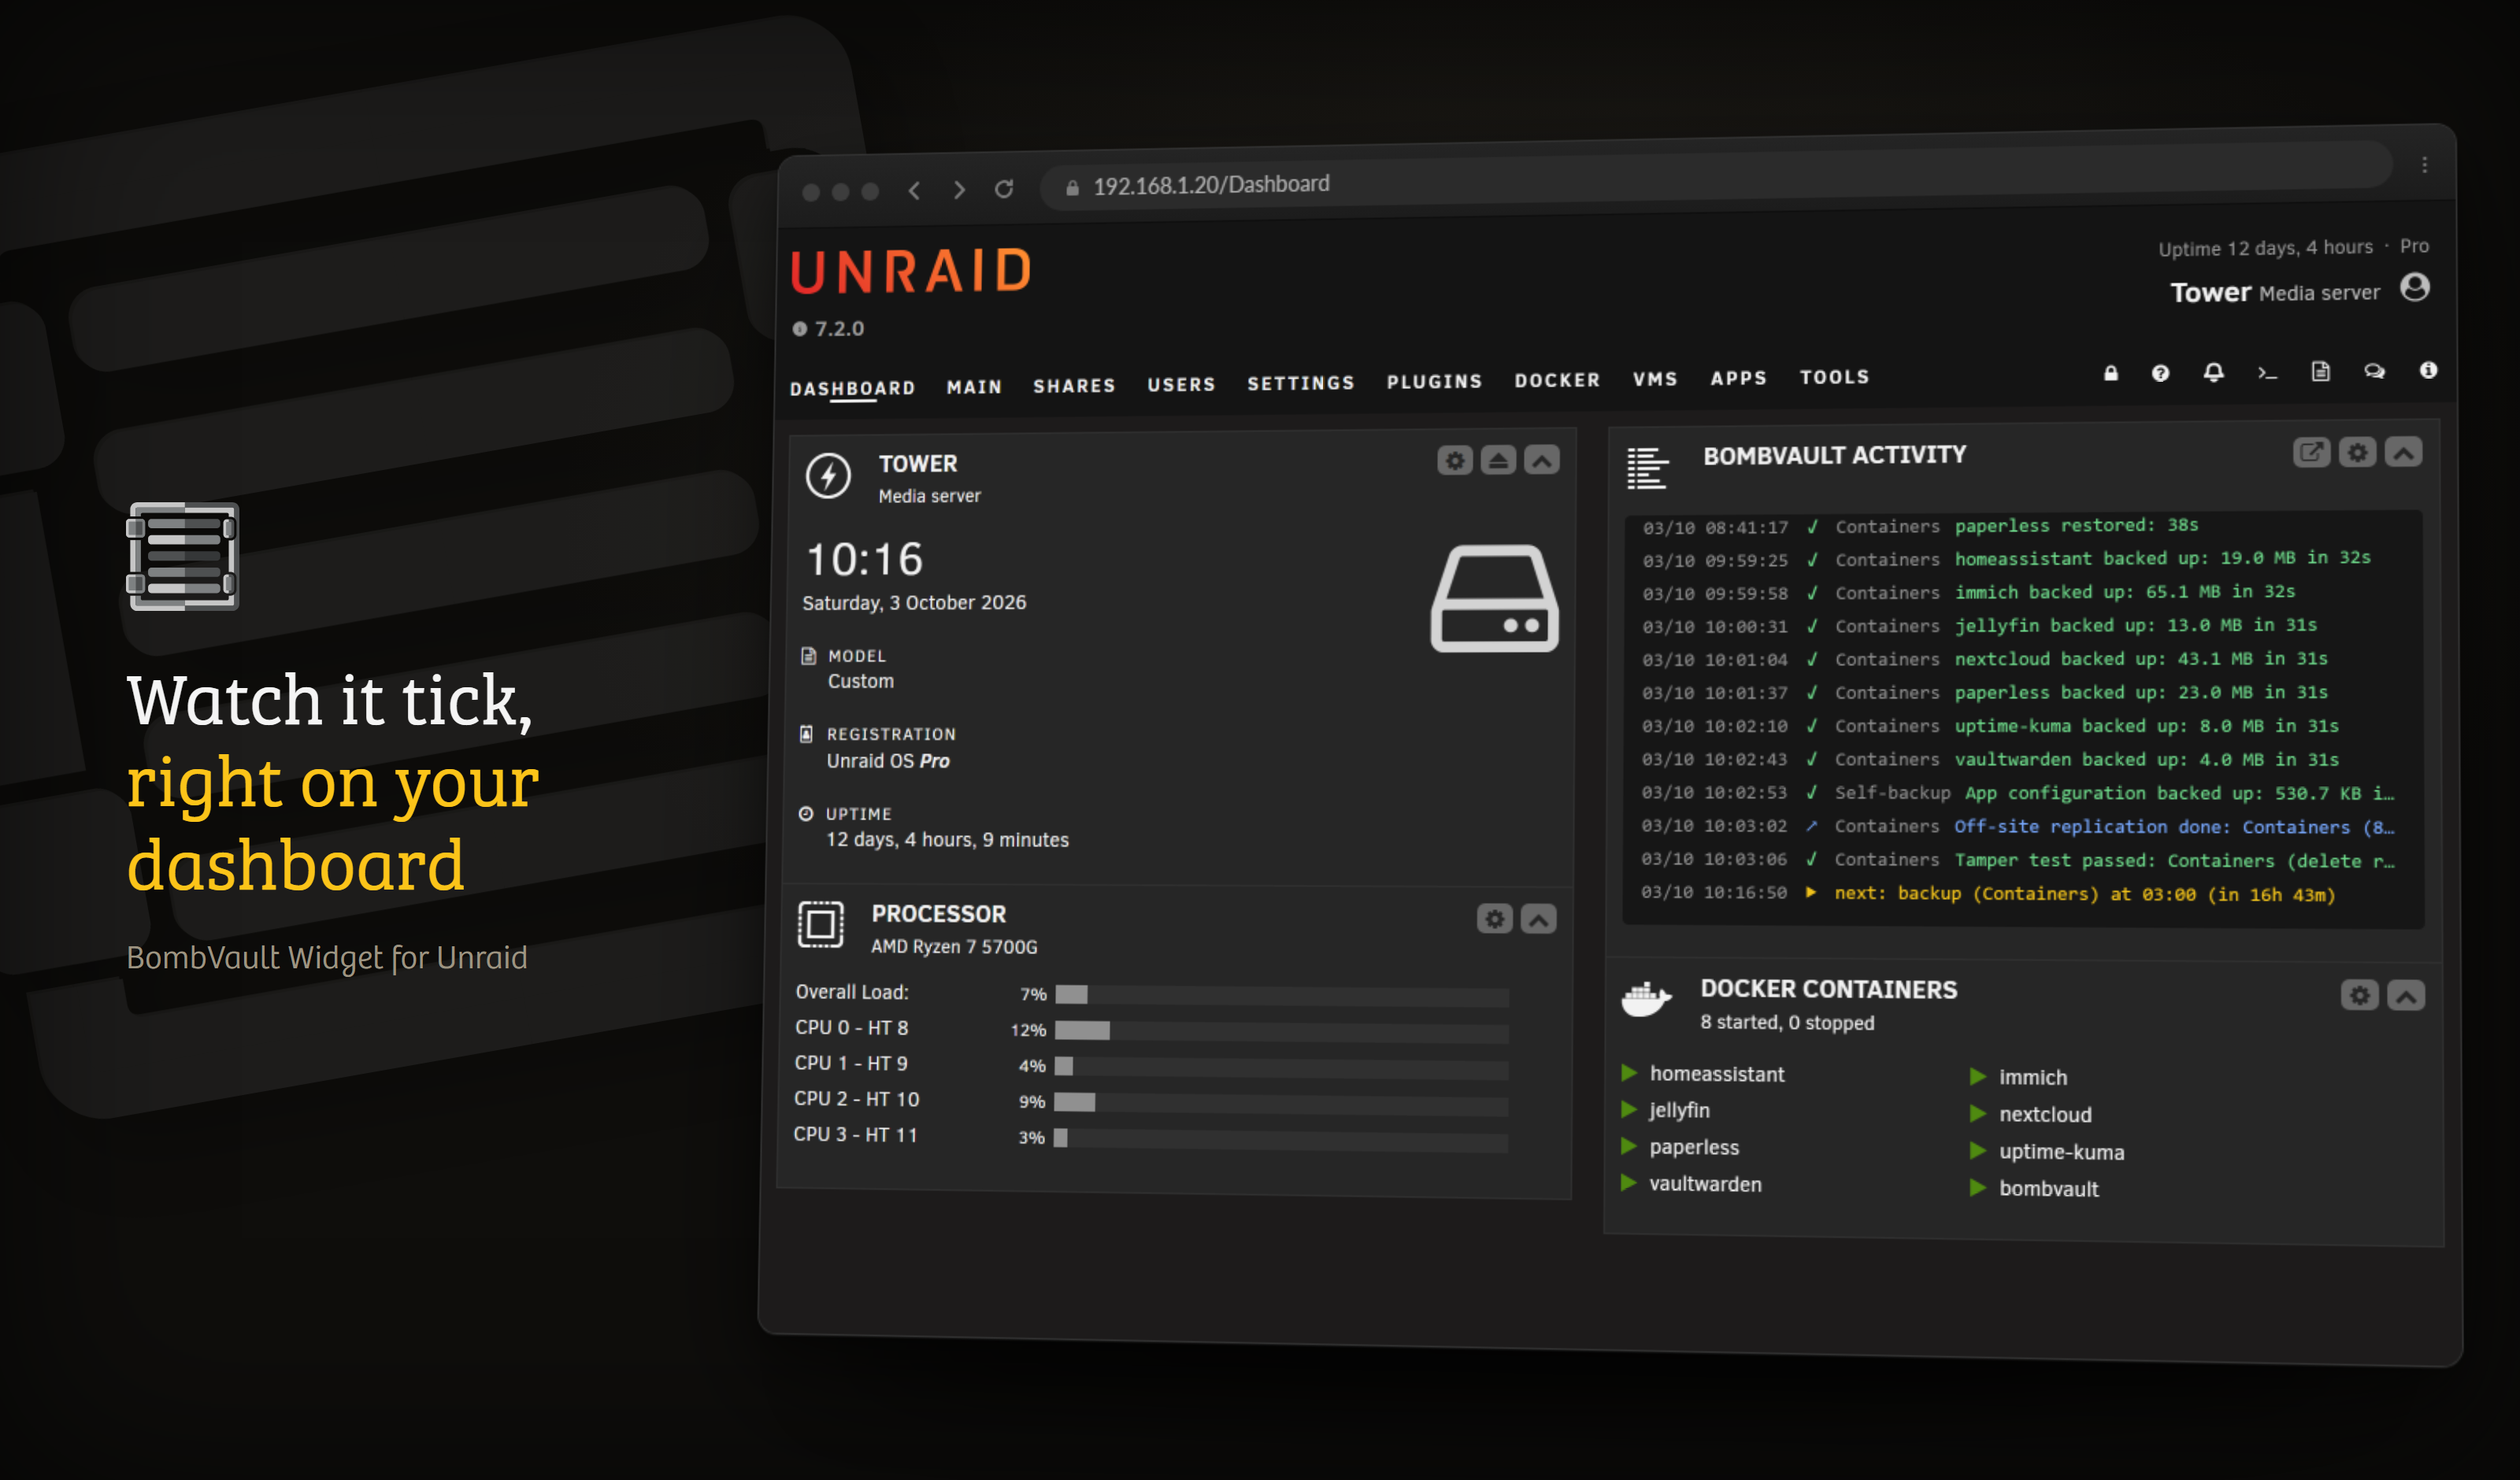 Watch it tick,
right on your
dashboard
BombVault Widget for Unraid
192.168.1.20/Dashboard
UNRAID
7.2.0
Uptime 12 days, 4 hours · Pro
Tower Media server
DASHBOARD MAIN SHARES USERS SETTINGS PLUGINS DOCKER VMS APPS TOOLS
TOWER
Media server
10:16
Saturday, 3 October 2026
MODEL
Custom
REGISTRATION
Unraid OS Pro
UPTIME
12 days, 4 hours, 9 minutes
PROCESSOR
AMD Ryzen 7 5700G
Overall Load: 7%
CPU 0 - HT 8 12%
CPU 1 - HT 9 4%
CPU 2 - HT 10 9%
CPU 3 - HT 11 3%
BOMBVAULT ACTIVITY
03/10 08:41:17 ✓ Containers paperless restored: 38s
03/10 09:59:25 ✓ Containers homeassistant backed up: 19.0 MB in 32s
03/10 09:59:58 ✓ Containers immich backed up: 65.1 MB in 32s
03/10 10:00:31 ✓ Containers jellyfin backed up: 13.0 MB in 31s
03/10 10:01:04 ✓ Containers nextcloud backed up: 43.1 MB in 31s
03/10 10:01:37 ✓ Containers paperless backed up: 23.0 MB in 31s
03/10 10:02:10 ✓ Containers uptime-kuma backed up: 8.0 MB in 31s
03/10 10:02:43 ✓ Containers vaultwarden backed up: 4.0 MB in 31s
03/10 10:02:53 ✓ Self-backup App configuration backed up: 530.7 KB i…
03/10 10:03:02 ↗ Containers Off-site replication done: Containers (8…
03/10 10:03:06 ✓ Containers Tamper test passed: Containers (delete r…
03/10 10:16:50 ▶ next: backup (Containers) at 03:00 (in 16h 43m)
DOCKER CONTAINERS
8 started, 0 stopped
homeassistant immich
jellyfin nextcloud
paperless uptime-kuma
vaultwarden bombvault